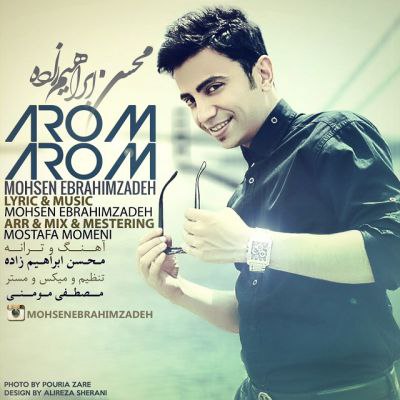 محسن ابراهیم زاده
AROM
AROM
MOHSEN EBRAHIMZADEH
LYRIC & MUSIC
MOHSEN EBRAHIMZADEH
ARR & MIX & MESTERING
MOSTAFA MOMENI
آهنگ و ترانه
محسن ابراهیم زاده
تنظیم و میکس و مستر
مصطفی مومنی
MOHSENEBRAHIMZADEH
PHOTO BY POURIA ZARE
DESIGN BY ALIREZA SHERANI